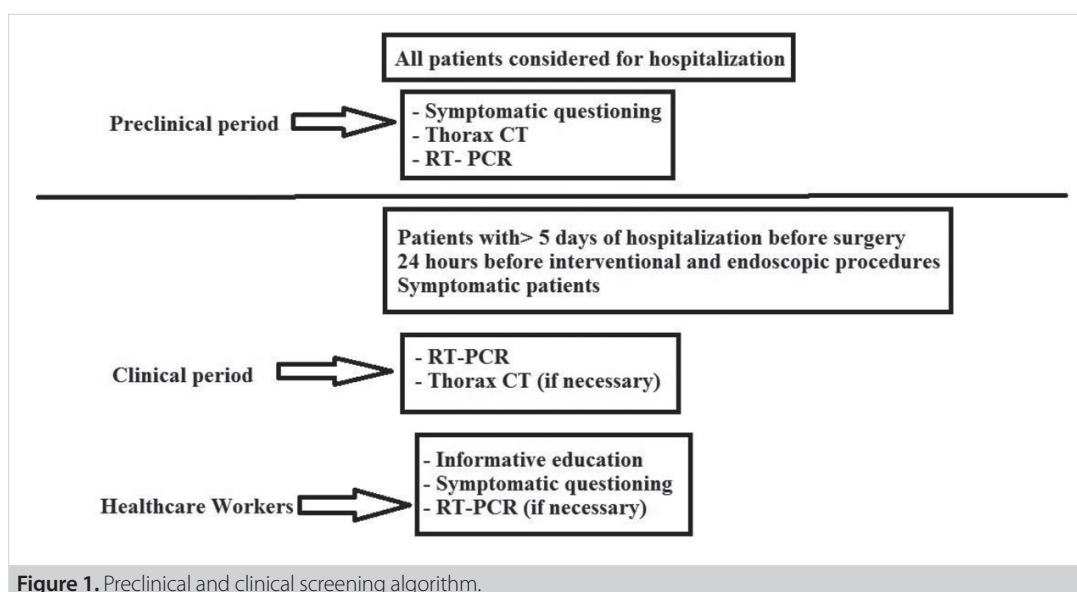 All patients considered for hospitalization
Preclinical period
- Symptomatic questioning
- Thorax CT
- RT- PCR
Patients with> 5 days of hospitalization before surgery
24 hours before interventional and endoscopic procedures
Symptomatic patients
Clinical period
- RT-PCR
- Thorax CT (if necessary)
Healthcare Workers
- Informative education
- Symptomatic questioning
- RT-PCR (if necessary)
Figure 1. Preclinical and clinical screening algorithm.